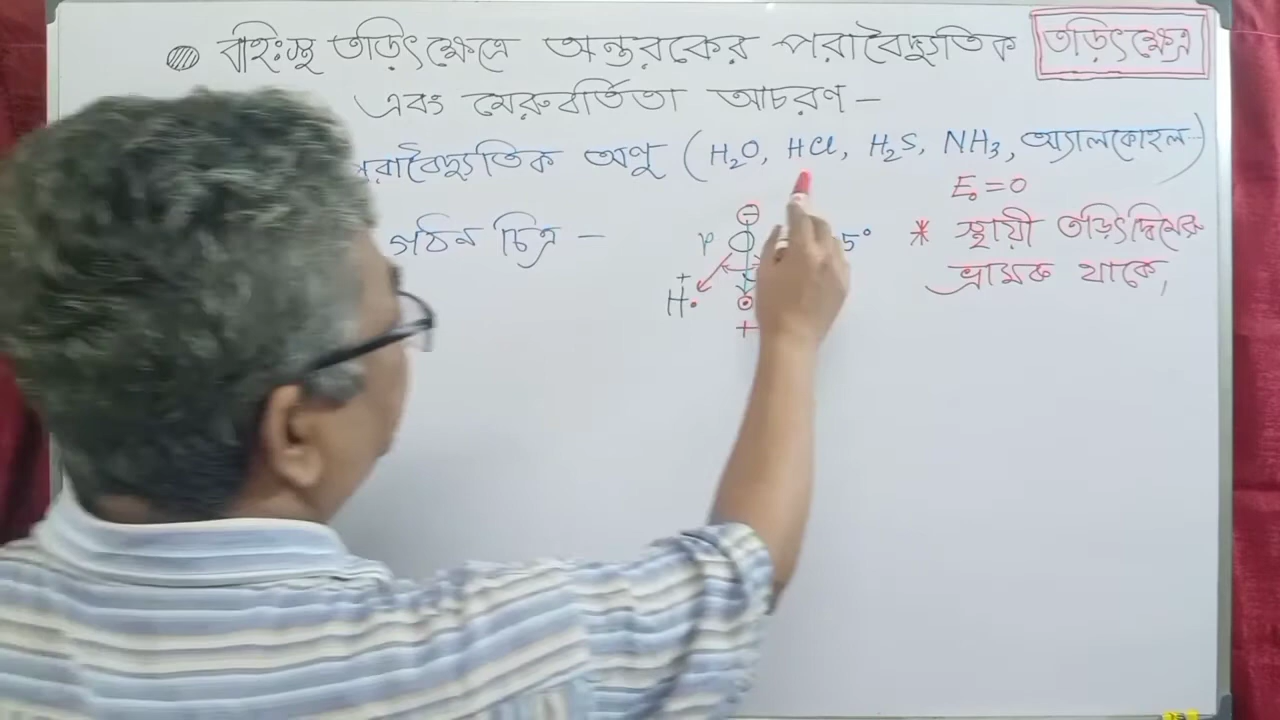 বহিঃস্থ তড়িৎক্ষেত্রে অন্তরকের পরাবৈদ্যুতিক
তড়িৎক্ষেত্র
এবং মেরুবর্তিতা আচরণ –
পরাবৈদ্যুতিক অণু (H₂O, HCl, H₂S, NH₃, অ্যালকোহল --)
E₀ = 0
গঠন চিত্র –
p
5°
* স্থায়ী তড়িৎদ্বিমেরু
ভ্রামক থাকে,
−
+
H
+